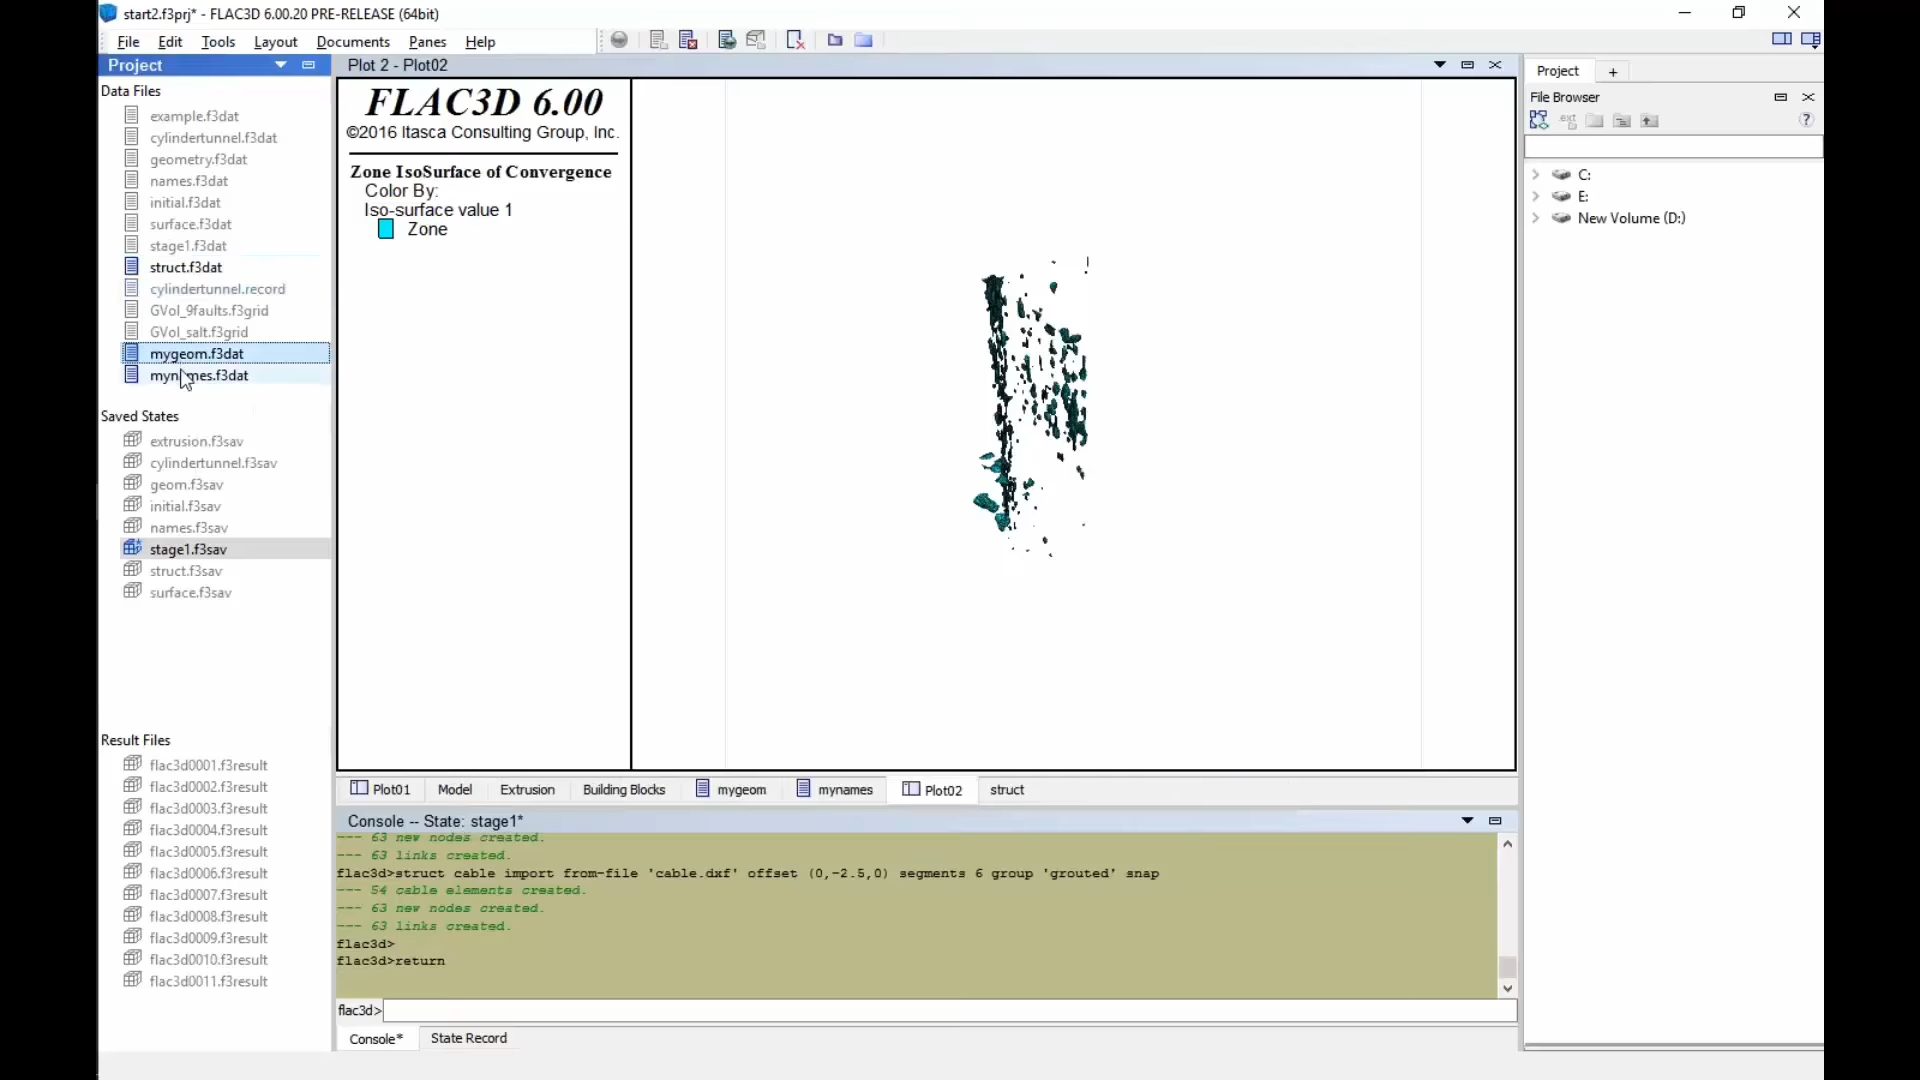 start2.f3prj* - FLAC3D 6.00.20 PRE-RELEASE (64bit)
File Edit Tools Layout Documents Panes Help
Project
Data Files
example.f3dat
cylindertunnel.f3dat
geometry.f3dat
names.f3dat
initial.f3dat
surface.f3dat
stage1.f3dat
struct.f3dat
cylindertunnel.record
GVol_9faults.f3grid
GVol_salt.f3grid
mygeom.f3dat
mynames.f3dat
Saved States
extrusion.f3sav
cylindertunnel.f3sav
geom.f3sav
initial.f3sav
names.f3sav
stage1.f3sav
struct.f3sav
surface.f3sav
Result Files
flac3d0001.f3result
flac3d0002.f3result
flac3d0003.f3result
flac3d0004.f3result
flac3d0005.f3result
flac3d0006.f3result
flac3d0007.f3result
flac3d0008.f3result
flac3d0009.f3result
flac3d0010.f3result
flac3d0011.f3result
Plot 2 - Plot02
FLAC3D 6.00
©2016 Itasca Consulting Group, Inc.
Zone IsoSurface of Convergence
Color By:
Iso-surface value 1
Zone
Plot01 Model Extrusion Building Blocks mygeom mynames Plot02 struct
Console -- State: stage1*
--- 63 new nodes created.
--- 63 links created.
flac3d>struct cable import from-file 'cable.dxf' offset (0,-2.5,0) segments 6 group 'grouted' snap
--- 54 cable elements created.
--- 63 new nodes created.
--- 63 links created.
flac3d>
flac3d>return
flac3d>
Console* State Record
Project +
File Browser
.ext
?
C:
E:
New Volume (D:)